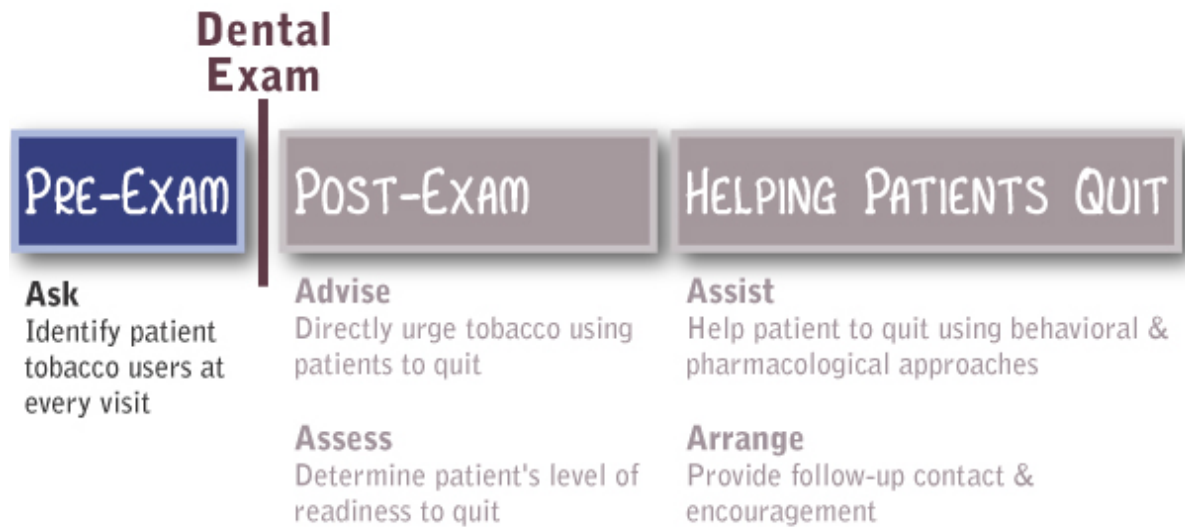 Dental
Exam
PRE-EXAM
POST-EXAM
HELPING PATIENTS QUIT
Ask
Identify patient
tobacco users at
every visit
Advise
Directly urge tobacco using
patients to quit
Assess
Determine patient's level of
readiness to quit
Assist
Help patient to quit using behavioral &
pharmacological approaches
Arrange
Provide follow-up contact &
encouragement